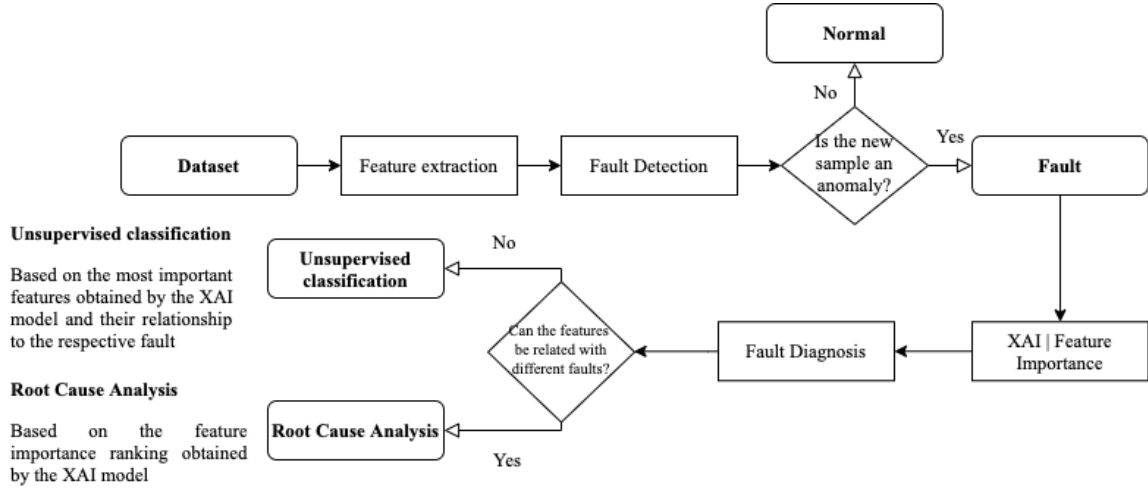 Normal
No
Is the new
sample an
anomaly?
Yes
Dataset
Feature extraction
Fault Detection
Fault
Unsupervised classification
Based on the most important
features obtained by the XAI
model and their relationship
to the respective fault
Root Cause Analysis
Based on the feature
importance ranking obtained
by the XAI model
No
Unsupervised
classification
Can the features
be related with
different faults?
Fault Diagnosis
XAI | Feature
Importance
Root Cause Analysis
Yes